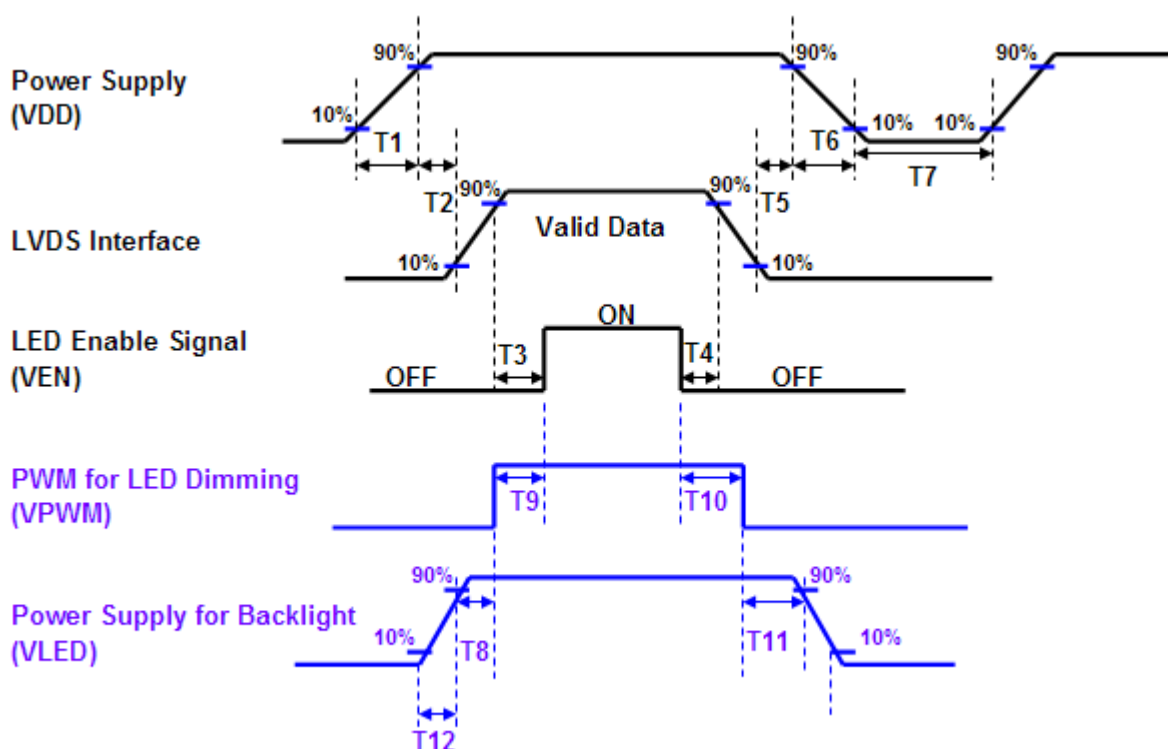 90%
90%
90%
Power Supply
(VDD)
10%
10%
10%
T1
T6
T7
T2
90%
90%
T5
Valid Data
LVDS Interface
10%
10%
ON
LED Enable Signal
(VEN)
T3
T4
OFF
OFF
PWM for LED Dimming
(VPWM)
T9
T10
90%
90%
Power Supply for Backlight
(VLED)
10%
10%
T8
T11
T12